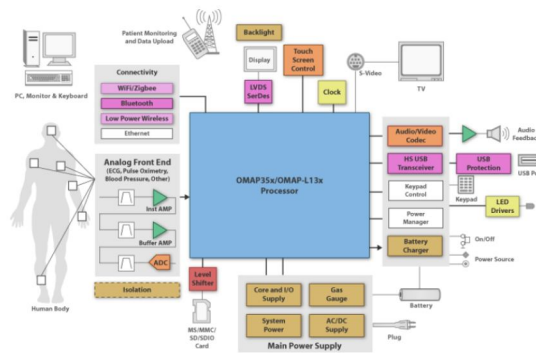 Patient Monitoring
and Data Upload
PC, Monitor & Keyboard
Connectivity
WiFi/Zigbee
Bluetooth
Low Power Wireless
Ethernet
Backlight
Display
LVDS
SerDes
Touch
Screen
Control
Clock
S-Video
TV
Analog Front End
(ECG, Pulse Oximetry,
Blood Pressure, Other)
Inst AMP
Buffer AMP
ADC
Isolation
Human Body
OMAP35x/OMAP-L13x
Processor
Audio/Video
Codec
HS USB
Transceiver
Keypad
Control
Power
Manager
Battery
Charger
Audio
Feedbac
USB
Protection
USB Po
Keypad
LED
Drivers
On/Off
Power Source
Level
Shifter
MS/MMC/
SD/SDIO
Card
Core and I/O
Supply
Gas
Gauge
System
Power
AC/DC
Supply
Main Power Supply
Battery
Plug